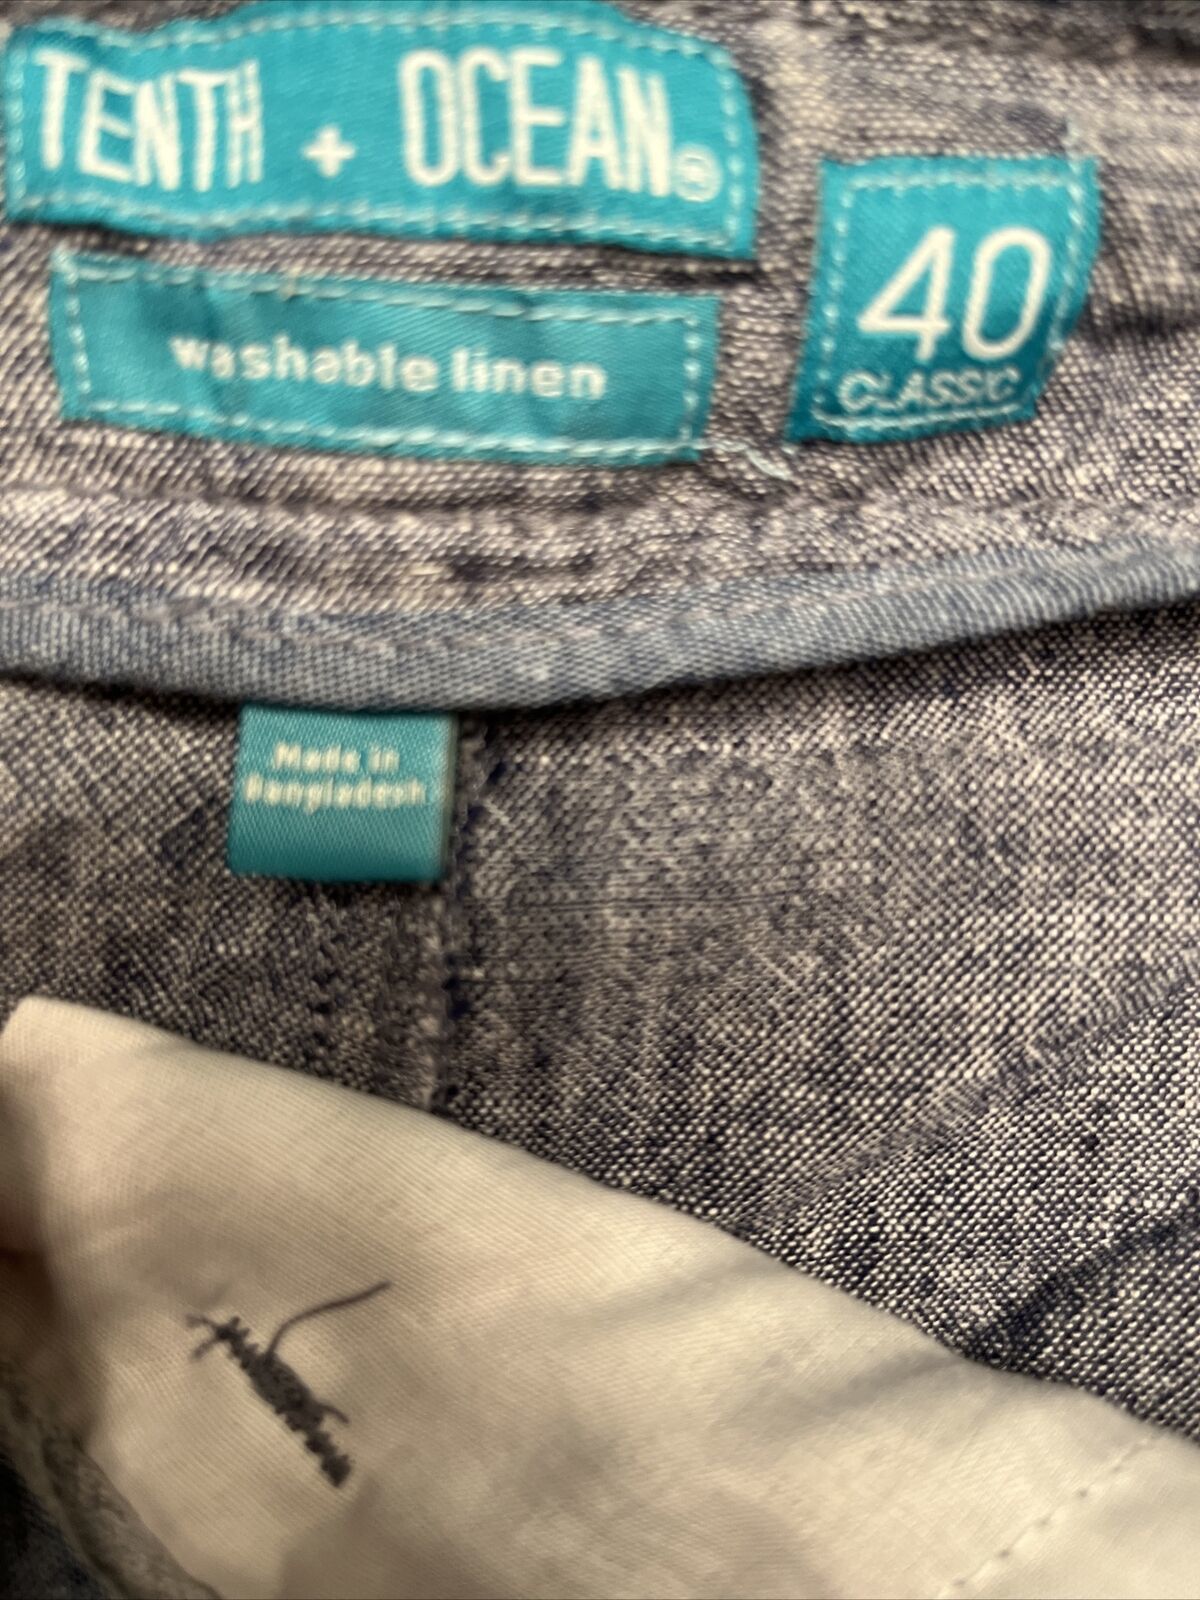 TENTH + OCEAN®
washable linen
40
CLASSIC
Made in
Bangladesh